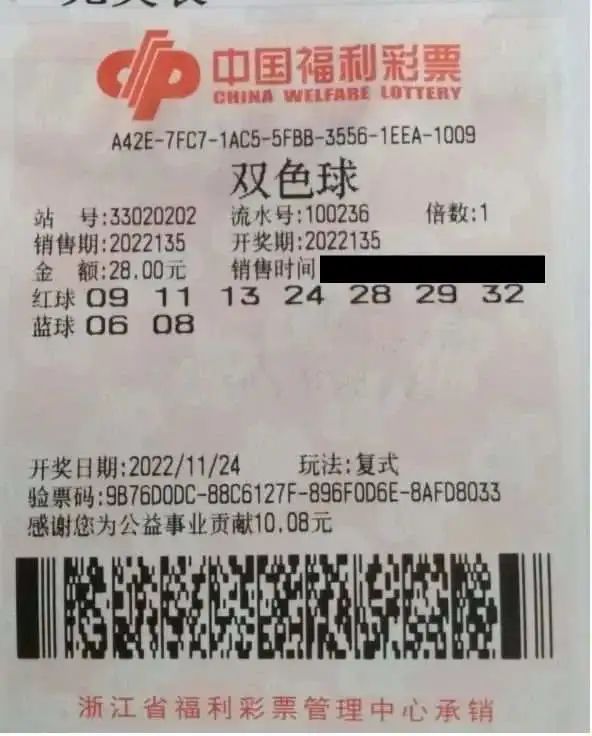 中国福利彩票
CHINA WELFARE LOTTERY
A42E-7FC7-1AC5-5FBB-3556-1EEA-1009
双色球
站 号:33020202 流水号:100236 倍数:1
销售期:2022135 开奖期:2022135
金 额:28.00元 销售时间
红球 09 11 13 24 28 29 32
蓝球 06 08
开奖日期:2022/11/24 玩法:复式
验票码:9B76D0DC-88C6127F-896F0D6E-8AFD8033
感谢您为公益事业贡献10.08元
浙江省福利彩票管理中心承销